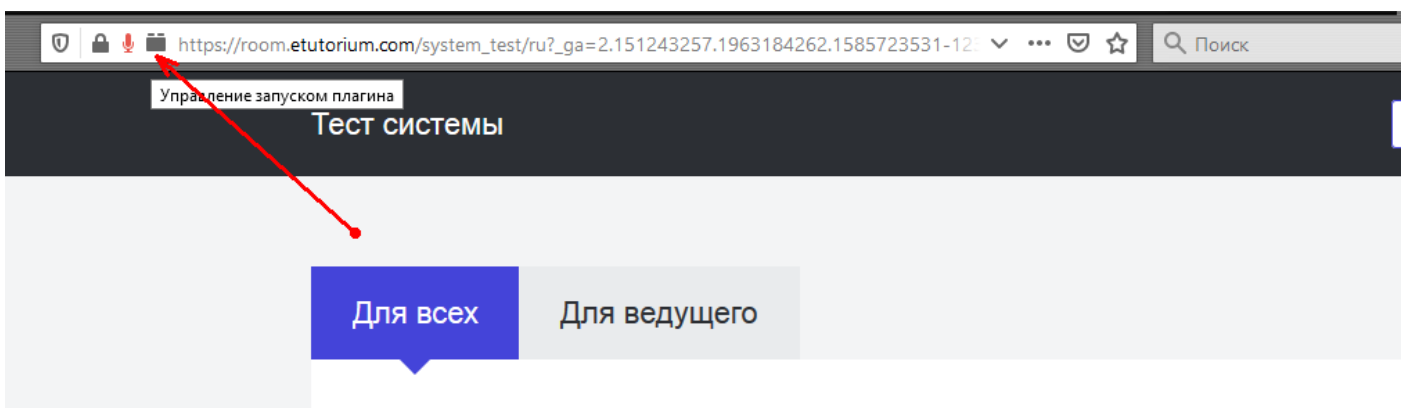 https://room.etutorium.com/system_test/ru?_ga=2.151243257.1963184262.1585723531-12
Поиск
Управление запуском плагина
Тест системы
Для всех
Для ведущего